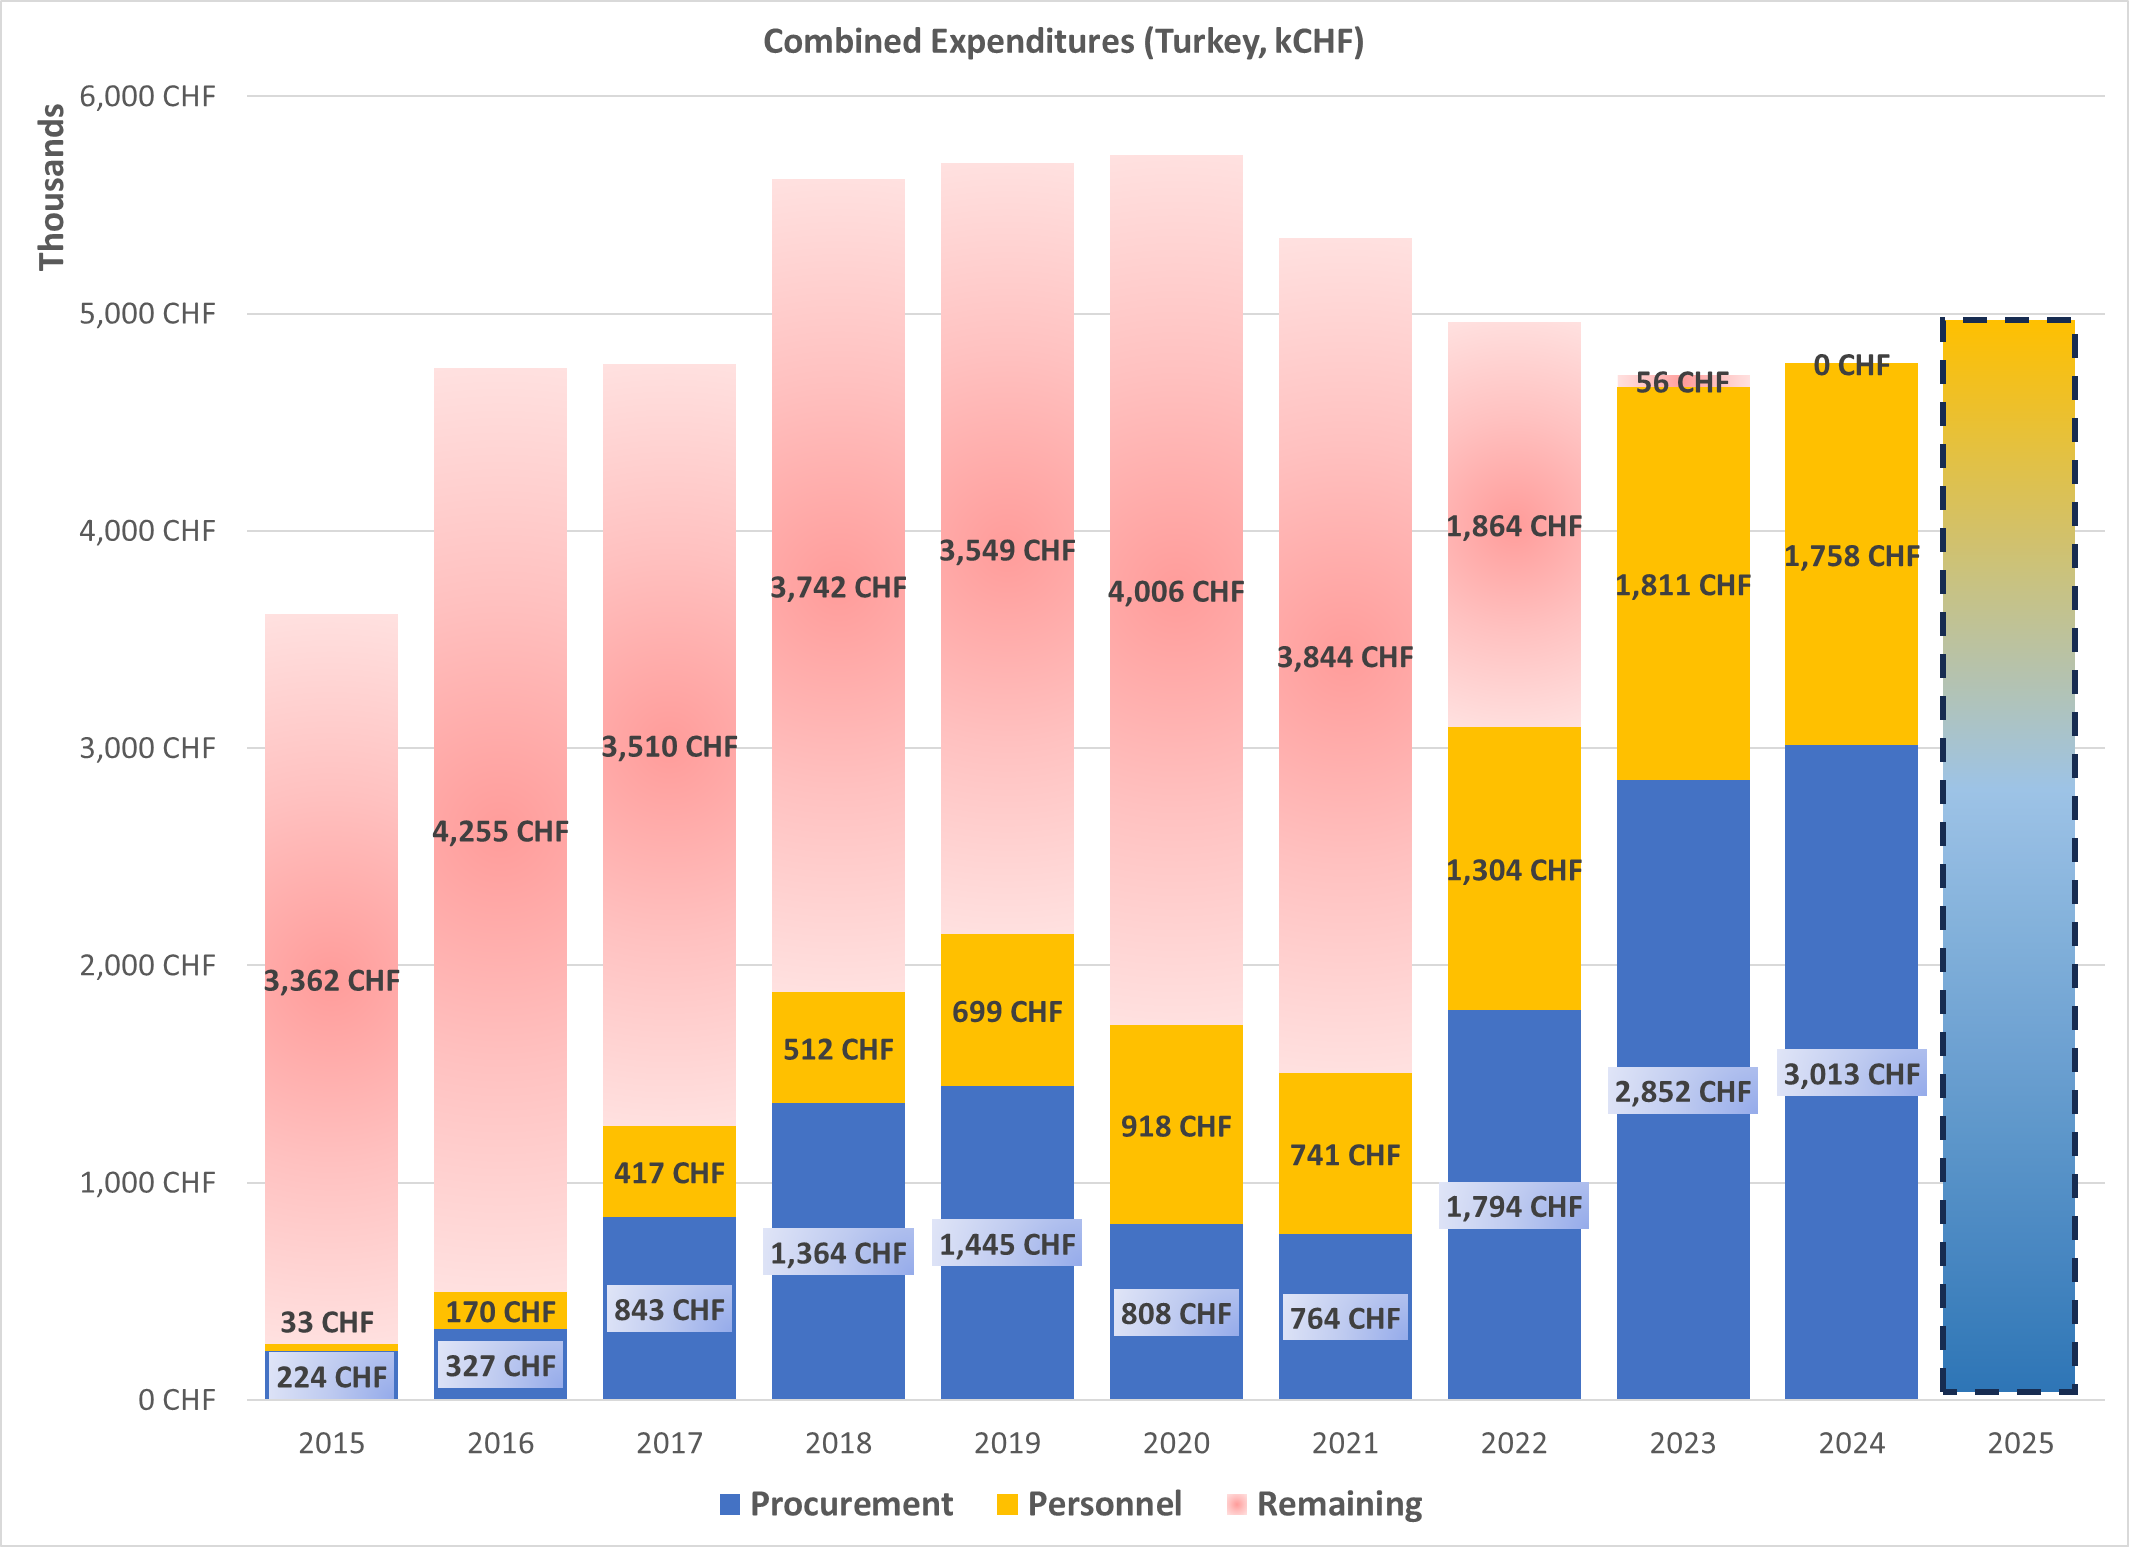 Combined Expenditures (Turkey, kCHF)
Thousands
6,000 CHF
5,000 CHF
4,000 CHF
3,000 CHF
2,000 CHF
1,000 CHF
0 CHF
3,362 CHF
33 CHF
224 CHF
4,255 CHF
170 CHF
327 CHF
3,510 CHF
417 CHF
843 CHF
3,742 CHF
512 CHF
1,364 CHF
3,549 CHF
699 CHF
1,445 CHF
4,006 CHF
918 CHF
808 CHF
3,844 CHF
741 CHF
764 CHF
1,864 CHF
1,304 CHF
1,794 CHF
56 CHF
1,811 CHF
2,852 CHF
0 CHF
1,758 CHF
3,013 CHF
2015 2016 2017 2018 2019 2020 2021 2022 2023 2024 2025
Procurement Personnel Remaining